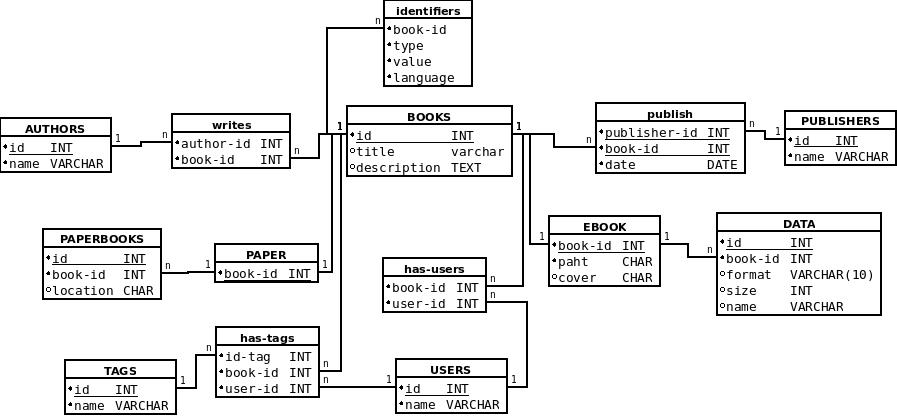 identifiers
n
*book-id
*type
*value
*language
AUTHORS
*id INT
*name VARCHAR
1
n
writes
*author-id INT
*book-id INT
n
1
BOOKS
*id INT
○title varchar
○description TEXT
1
n
publish
*publisher-id INT
*book-id INT
*date DATE
n
1
PUBLISHERS
*id INT
*name VARCHAR
PAPERBOOKS
*id INT
*book-id INT
○location CHAR
n
1
PAPER
*book-id INT
1
has-users
*book-id INT
*user-id INT
n
n
1
EBOOK
*book-id INT
*paht CHAR
○cover CHAR
1
n
DATA
*id INT
*book-id INT
○format VARCHAR(10)
○size INT
○name VARCHAR
TAGS
*id INT
*name VARCHAR
1
n
has-tags
*id-tag INT
*book-id INT
*user-id INT
n
n
1
USERS
*id INT
*name VARCHAR
1